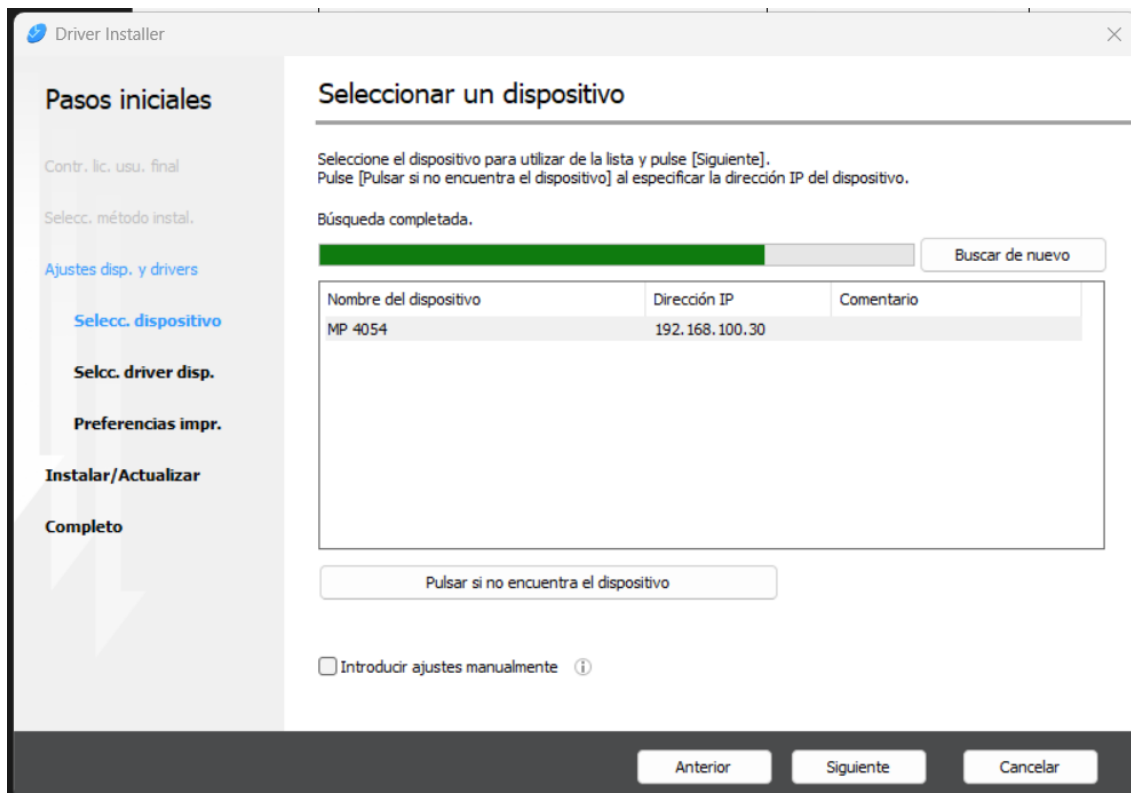 Driver Installer
Pasos iniciales
Contr. lic. usu. final
Selecc. método instal.
Ajustes disp. y drivers
Selecc. dispositivo
Selcc. driver disp.
Preferencias impr.
Instalar/Actualizar
Completo
Seleccionar un dispositivo
Seleccione el dispositivo para utilizar de la lista y pulse [Siguiente].
Pulse [Pulsar si no encuentra el dispositivo] al especificar la dirección IP del dispositivo.
Búsqueda completada.
Buscar de nuevo
Nombre del dispositivo Dirección IP Comentario
MP 4054 192.168.100.30
Pulsar si no encuentra el dispositivo
Introducir ajustes manualmente
Anterior Siguiente Cancelar